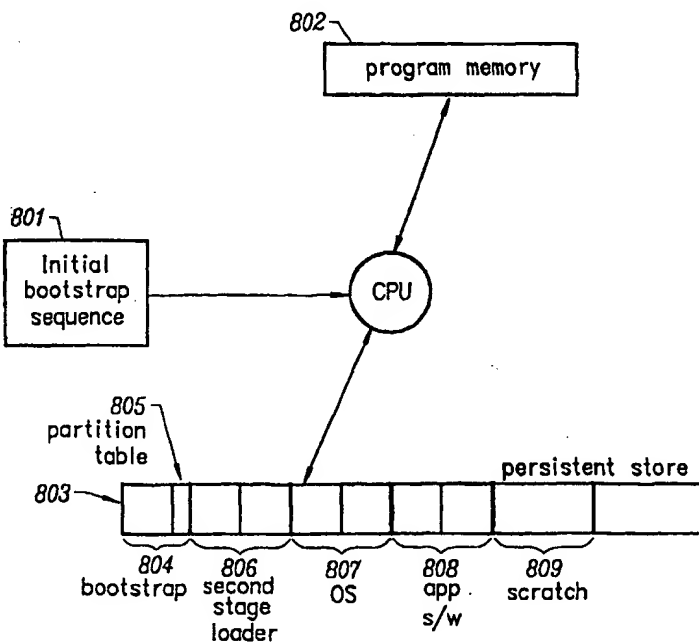 802
program memory
801
Initial
bootstrap
sequence
CPU
805
partition
table
persistent store
803
804
bootstrap
806
second
stage
loader
807
OS
808
app
s/w
809
scratch